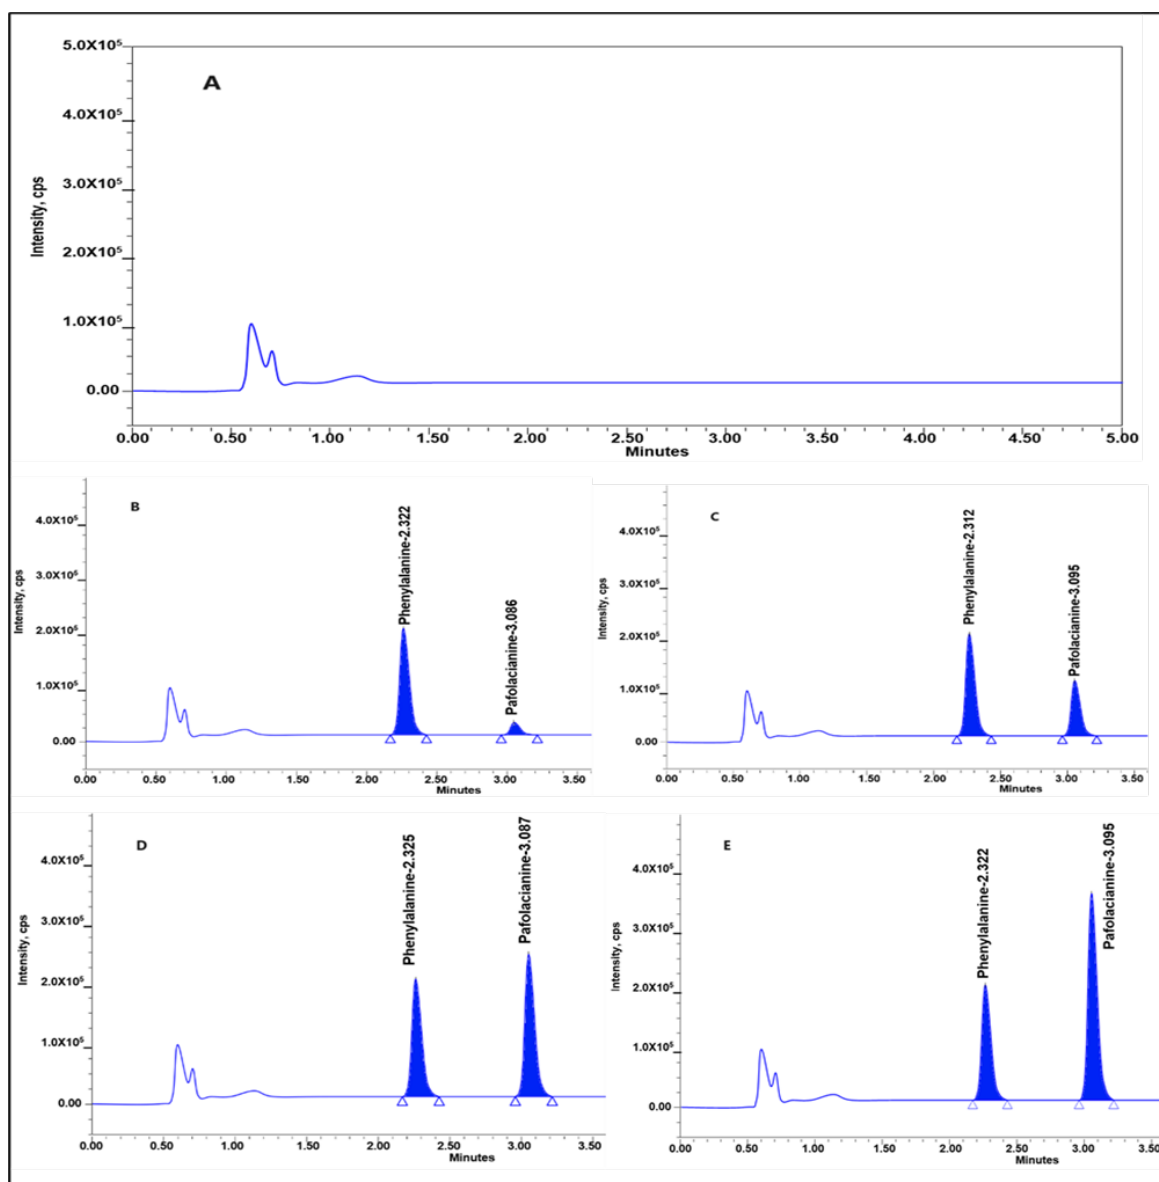 A
5.0X10⁵
4.0X10⁵
3.0X10⁵
2.0X10⁵
1.0X10⁵
0.00
Intensity, cps
0.00 0.50 1.00 1.50 2.00 2.50 3.00 3.50 4.00 4.50 5.00
Minutes
B
4.0X10⁵
3.0X10⁵
2.0X10⁵
1.0X10⁵
0.00
Intensity, cps
Phenylalanine-2.322
Pafolacianine-3.086
0.00 0.50 1.00 1.50 2.00 2.50 3.00 3.50
Minutes
C
4.0X10⁵
3.0X10⁵
2.0X10⁵
1.0X10⁵
0.00
Intensity, cps
Phenylalanine-2.312
Pafolacianine-3.095
0.00 0.50 1.00 1.50 2.00 2.50 3.00 3.50
Minutes
D
4.0X10⁵
3.0X10⁵
2.0X10⁵
1.0X10⁵
0.00
Intensity, cps
Phenylalanine-2.325
Pafolacianine-3.087
0.00 0.50 1.00 1.50 2.00 2.50 3.00 3.50
Minutes
E
4.0X10⁵
3.0X10⁵
2.0X10⁵
1.0X10⁵
0.00
Intensity, cps
Phenylalanine-2.322
Pafolacianine-3.095
0.00 0.50 1.00 1.50 2.00 2.50 3.00 3.50
Minutes